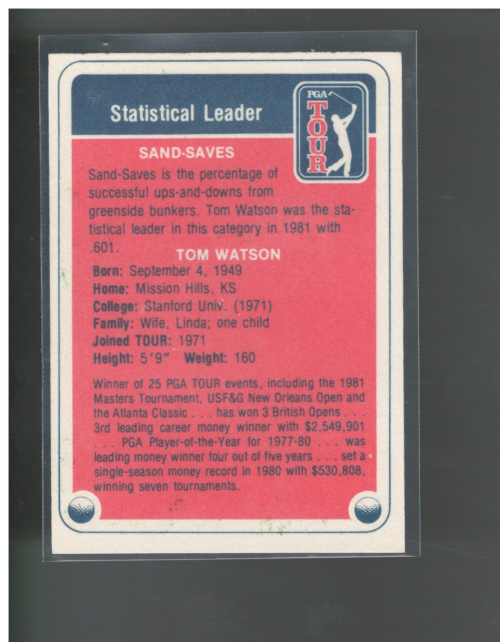 Statistical Leader
PGA
TOUR
SAND-SAVES
Sand-Saves is the percentage of
successful ups-and-downs from
greenside bunkers. Tom Watson was the sta-
tistical leader in this category in 1981 with
.601.
TOM WATSON
Born: September 4, 1949
Home: Mission Hills, KS
College: Stanford Univ. (1971)
Family: Wife, Linda; one child
Joined TOUR: 1971
Height: 5'9" Weight: 160
Winner of 25 PGA TOUR events, including the 1981
Masters Tournament, USF&G New Orleans Open and
the Atlanta Classic . . . has won 3 British Opens . . .
3rd leading career money winner with $2,549,901
. . . PGA Player-of-the-Year for 1977-80 . . . was
leading money winner four out of five years . . . set a
single-season money record in 1980 with $530,808,
winning seven tournaments.